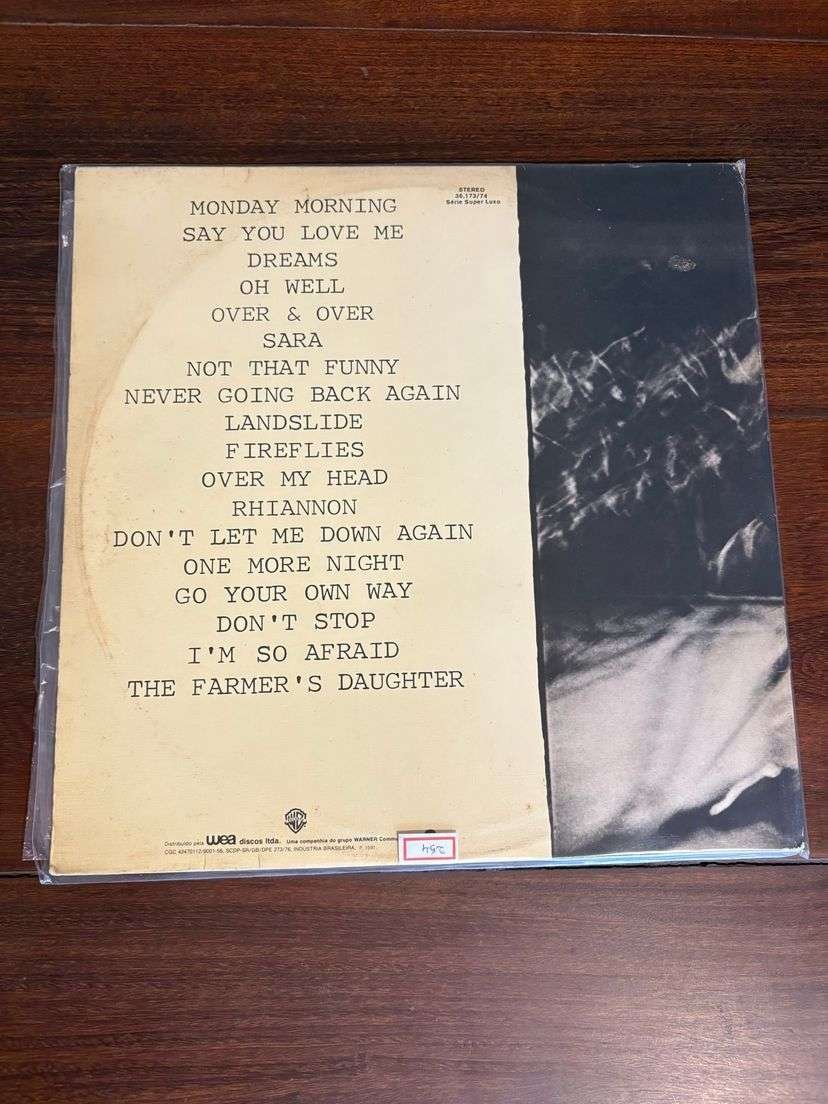 STEREO
36.173/74
Série Super Luxo
MONDAY MORNING
SAY YOU LOVE ME
DREAMS
OH WELL
OVER & OVER
SARA
NOT THAT FUNNY
NEVER GOING BACK AGAIN
LANDSLIDE
FIREFLIES
OVER MY HEAD
RHIANNON
DON'T LET ME DOWN AGAIN
ONE MORE NIGHT
GO YOUR OWN WAY
DON'T STOP
I'M SO AFRAID
THE FARMER'S DAUGHTER
Distribuído pela wea discos ltda. Uma companhia do grupo WARNER
INDÚSTRIA BRASILEIRA
254